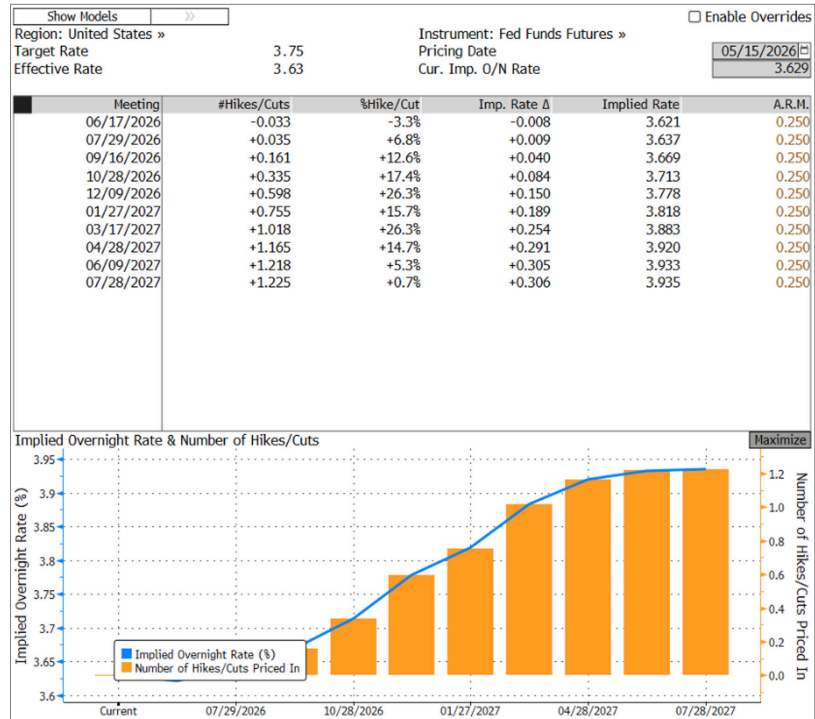 Show Models » ☐ Enable Overrides
Region: United States » Instrument: Fed Funds Futures »
Target Rate 3.75 Pricing Date 05/15/2026
Effective Rate 3.63 Cur. Imp. O/N Rate 3.629
Meeting #Hikes/Cuts %Hike/Cut Imp. Rate Δ Implied Rate A.R.M.
06/17/2026 -0.033 -3.3% -0.008 3.621 0.250
07/29/2026 +0.035 +6.8% +0.009 3.637 0.250
09/16/2026 +0.161 +12.6% +0.040 3.669 0.250
10/28/2026 +0.335 +17.4% +0.084 3.713 0.250
12/09/2026 +0.598 +26.3% +0.150 3.778 0.250
01/27/2027 +0.755 +15.7% +0.189 3.818 0.250
03/17/2027 +1.018 +26.3% +0.254 3.883 0.250
04/28/2027 +1.165 +14.7% +0.291 3.920 0.250
06/09/2027 +1.218 +5.3% +0.305 3.933 0.250
07/28/2027 +1.225 +0.7% +0.306 3.935 0.250
Implied Overnight Rate & Number of Hikes/Cuts Maximize
Implied Overnight Rate (%)
3.95
3.9
3.85
3.8
3.75
3.7
3.65
3.6
Implied Overnight Rate (%)
Number of Hikes/Cuts Priced In
1.2
1.0
0.8
0.6
0.4
0.2
0.0
Number of Hikes/Cuts Priced In
Current 07/29/2026 10/28/2026 01/27/2027 04/28/2027 07/28/2027